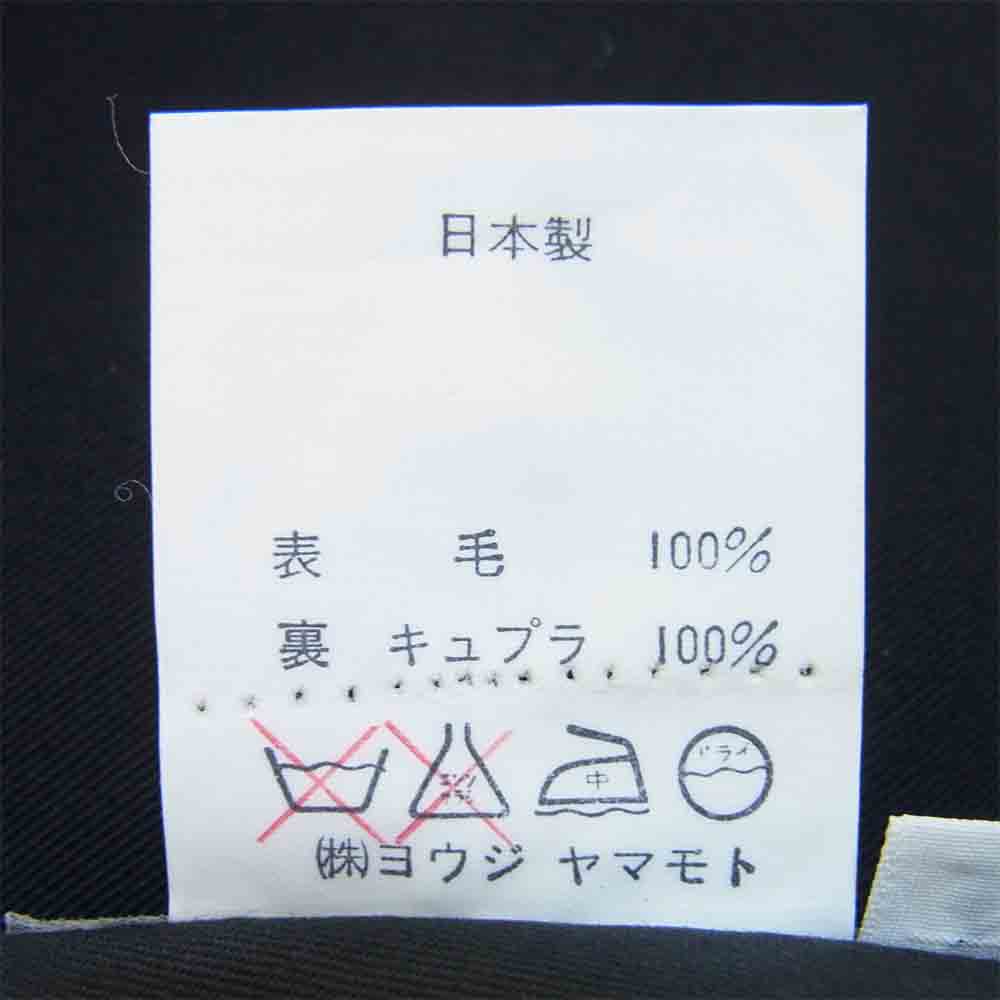 日本製
表 毛 100%
裏 キュプラ 100%
中 ドライ
(株)ヨウジ ヤマモト